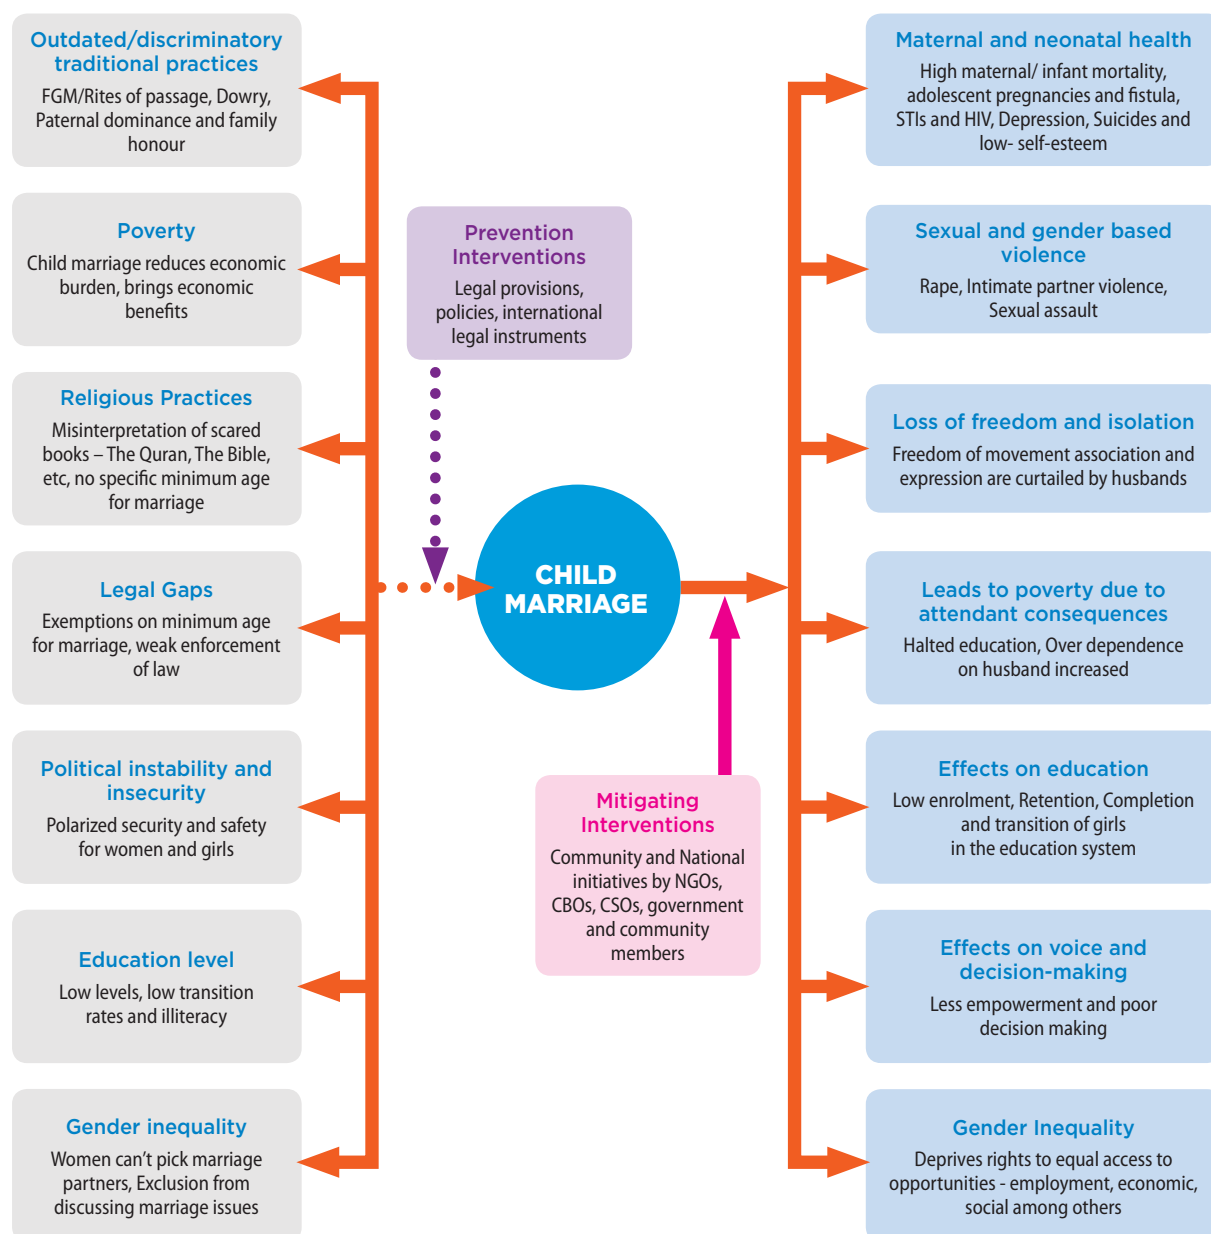 Outdated/discriminatory
traditional practices
FGM/Rites of passage, Dowry,
Paternal dominance and family
honour
Poverty
Child marriage reduces economic
burden, brings economic
benefits
Religious Practices
Misinterpretation of scared
books – The Quran, The Bible,
etc, no specific minimum age
for marriage
Legal Gaps
Exemptions on minimum age
for marriage, weak enforcement
of law
Political instability and
insecurity
Polarized security and safety
for women and girls
Education level
Low levels, low transition
rates and illiteracy
Gender inequality
Women can’t pick marriage
partners, Exclusion from
discussing marriage issues
Prevention
Interventions
Legal provisions,
policies, international
legal instruments
CHILD
MARRIAGE
Mitigating
Interventions
Community and National
initiatives by NGOs,
CBOs, CSOs, government
and community
members
Maternal and neonatal health
High maternal/ infant mortality,
adolescent pregnancies and fistula,
STIs and HIV, Depression, Suicides and
low- self-esteem
Sexual and gender based
violence
Rape, Intimate partner violence,
Sexual assault
Loss of freedom and isolation
Freedom of movement association and
expression are curtailed by husbands
Leads to poverty due to
attendant consequences
Halted education, Over dependence
on husband increased
Effects on education
Low enrolment, Retention, Completion
and transition of girls
in the education system
Effects on voice and
decision-making
Less empowerment and poor
decision making
Gender Inequality
Deprives rights to equal access to
opportunities - employment, economic,
social among others